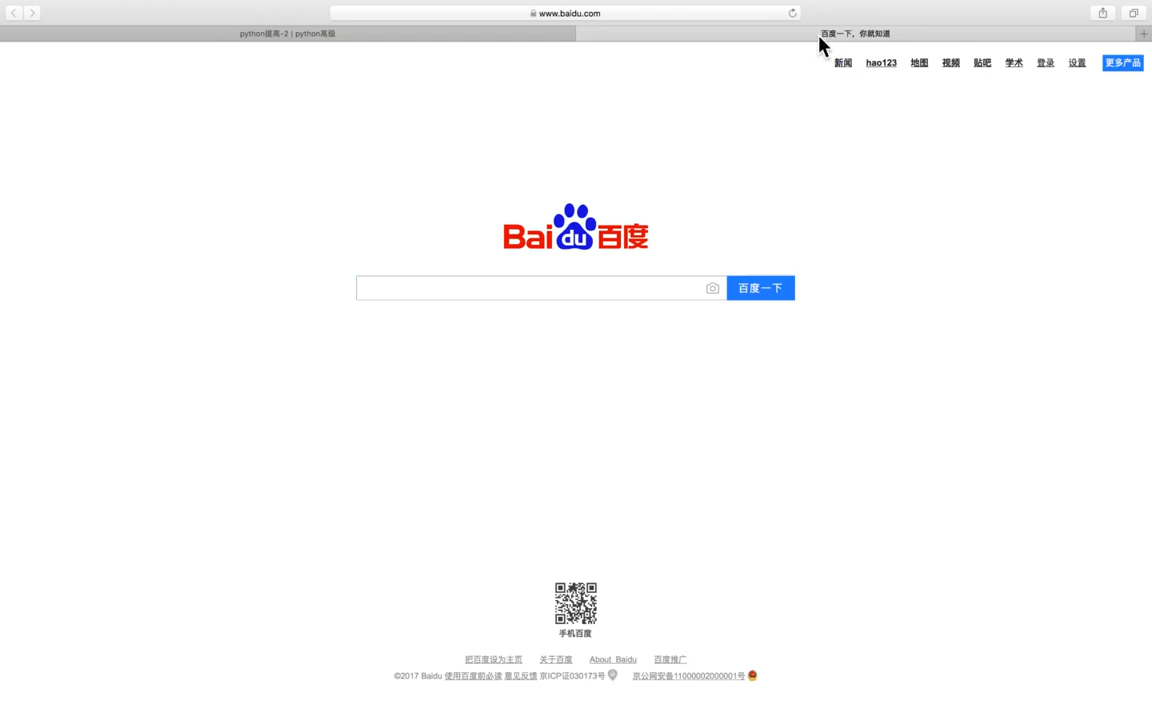 www.baidu.com
python提高-2 | python高级
百度一下，你就知道
新闻 hao123 地图 视频 贴吧 学术 登录 设置 更多产品
Bai du 百度
百度一下
手机百度
把百度设为主页 关于百度 About Baidu 百度推广
©2017 Baidu 使用百度前必读 意见反馈 京ICP证030173号 京公网安备11000002000001号